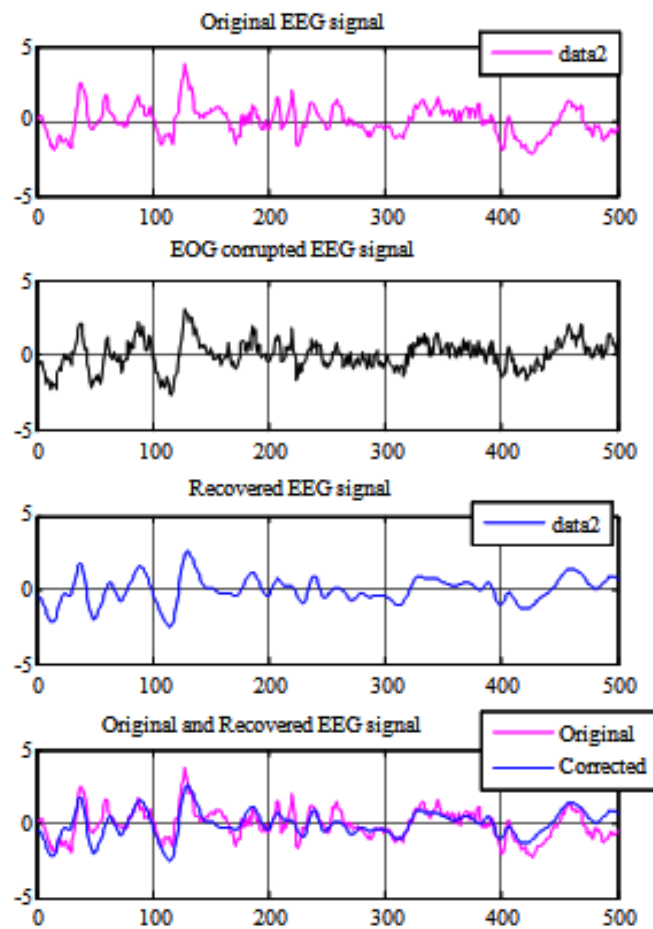 Original EEG signal
data2
5
0
-5
0 100 200 300 400 500
EOG corrupted EEG signal
5
0
-5
0 100 200 300 400 500
Recovered EEG signal
data2
5
0
-5
0 100 200 300 400 500
Original and Recovered EEG signal
Original
Corrected
5
0
-5
0 100 200 300 400 500